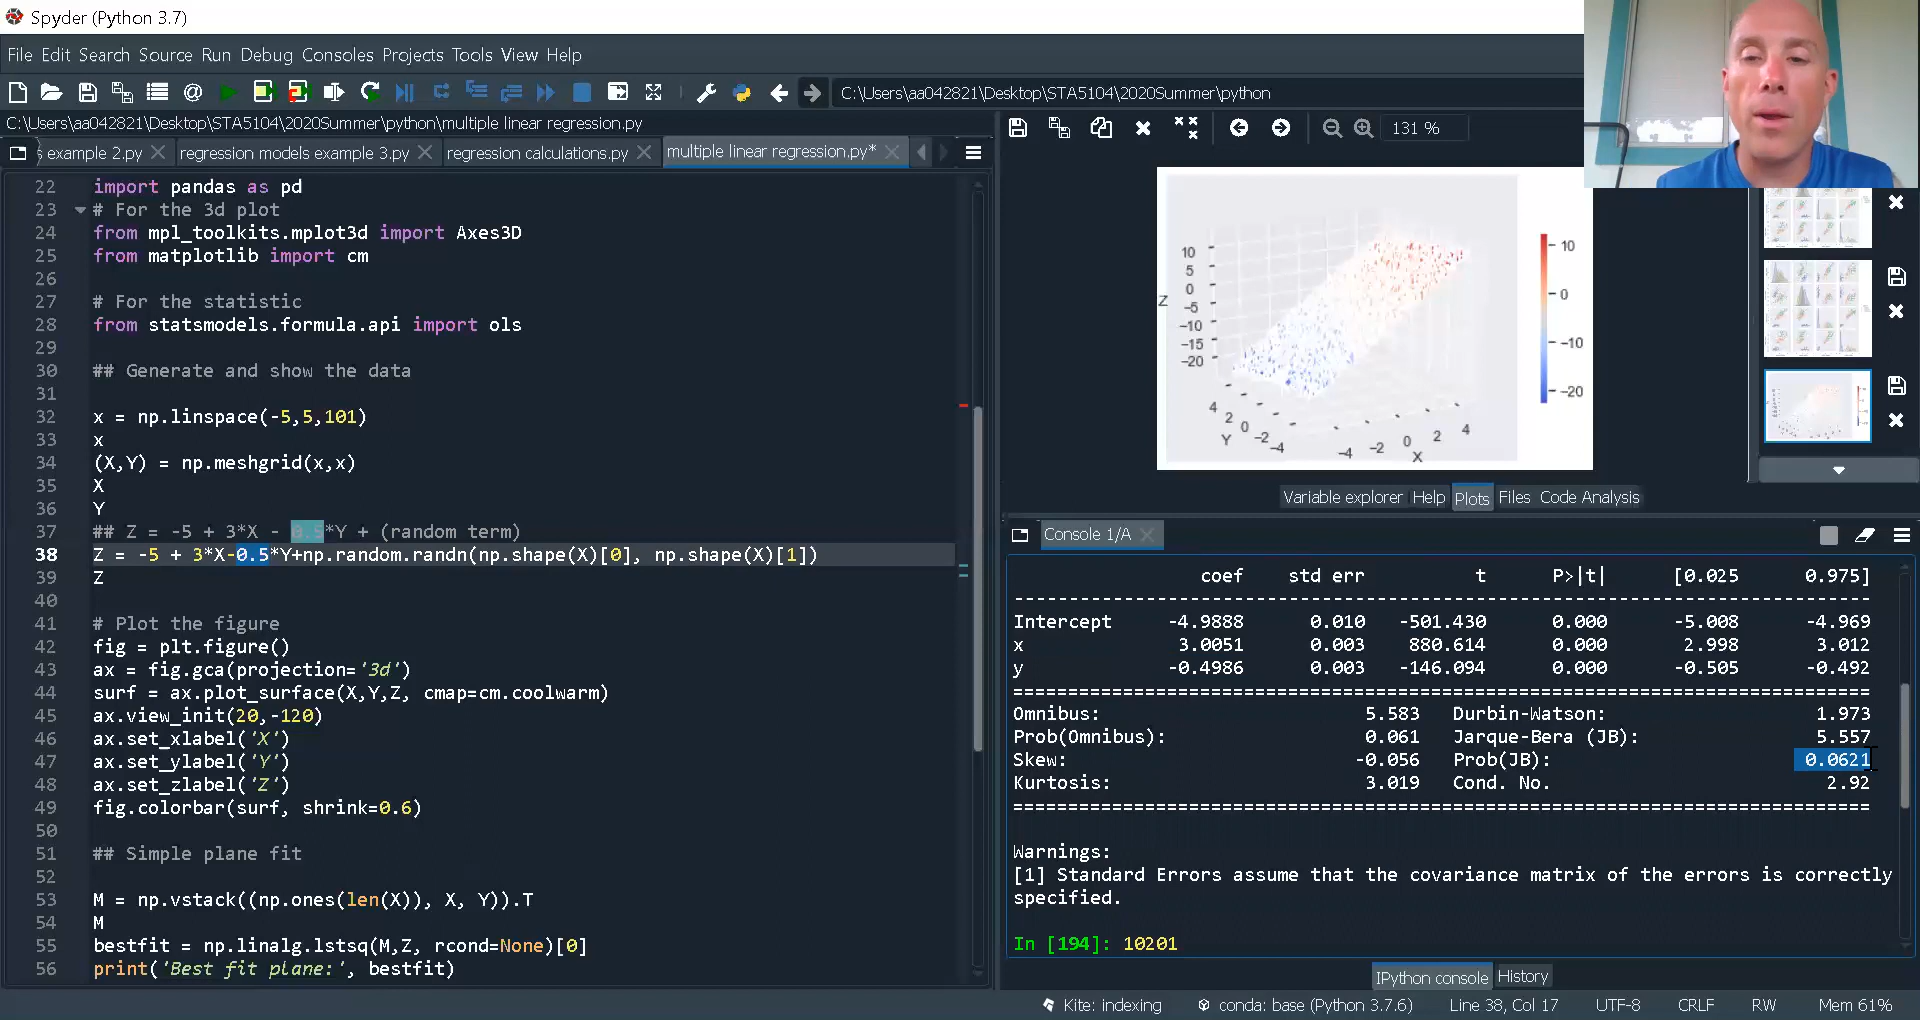 Spyder (Python 3.7)
File Edit Search Source Run Debug Consoles Projects Tools View Help
C:\Users\aa042821\Desktop\STA5104\2020Summer\python
C:\Users\aa042821\Desktop\STA5104\2020Summer\python\multiple linear regression.py
s example 2.py regression models example 3.py regression calculations.py multiple linear regression.py*
131 %
22 import pandas as pd
23 # For the 3d plot
24 from mpl_toolkits.mplot3d import Axes3D
25 from matplotlib import cm
26
27 # For the statistic
28 from statsmodels.formula.api import ols
29
30 ## Generate and show the data
31
32 x = np.linspace(-5,5,101)
33 x
34 (X,Y) = np.meshgrid(x,x)
35 X
36 Y
37 ## Z = -5 + 3*X - 0.5*Y + (random term)
38 Z = -5 + 3*X-0.5*Y+np.random.randn(np.shape(X)[0], np.shape(X)[1])
39 Z
40
41 # Plot the figure
42 fig = plt.figure()
43 ax = fig.gca(projection='3d')
44 surf = ax.plot_surface(X,Y,Z, cmap=cm.coolwarm)
45 ax.view_init(20,-120)
46 ax.set_xlabel('X')
47 ax.set_ylabel('Y')
48 ax.set_zlabel('Z')
49 fig.colorbar(surf, shrink=0.6)
50
51 ## Simple plane fit
52
53 M = np.vstack((np.ones(len(X)), X, Y)).T
54 M
55 bestfit = np.linalg.lstsq(M,Z, rcond=None)[0]
56 print('Best fit plane:', bestfit)
10
5
0
-5
-10
-15
-20
Z
4
2
0
-2
-4
Y
-4
-2
0
2
4
X
10
0
-10
-20
Variable explorer Help Plots Files Code Analysis
Console 1/A
coef std err t P>|t| [0.025 0.975]
Intercept -4.9888 0.010 -501.430 0.000 -5.008 -4.969
x 3.0051 0.003 880.614 0.000 2.998 3.012
y -0.4986 0.003 -146.094 0.000 -0.505 -0.492
Omnibus: 5.583 Durbin-Watson: 1.973
Prob(Omnibus): 0.061 Jarque-Bera (JB): 5.557
Skew: -0.056 Prob(JB): 0.0621
Kurtosis: 3.019 Cond. No. 2.92
Warnings:
[1] Standard Errors assume that the covariance matrix of the errors is correctly
specified.
In [194]: 10201
IPython console History
Kite: indexing conda: base (Python 3.7.6) Line 38, Col 17 UTF-8 CRLF RW Mem 61%